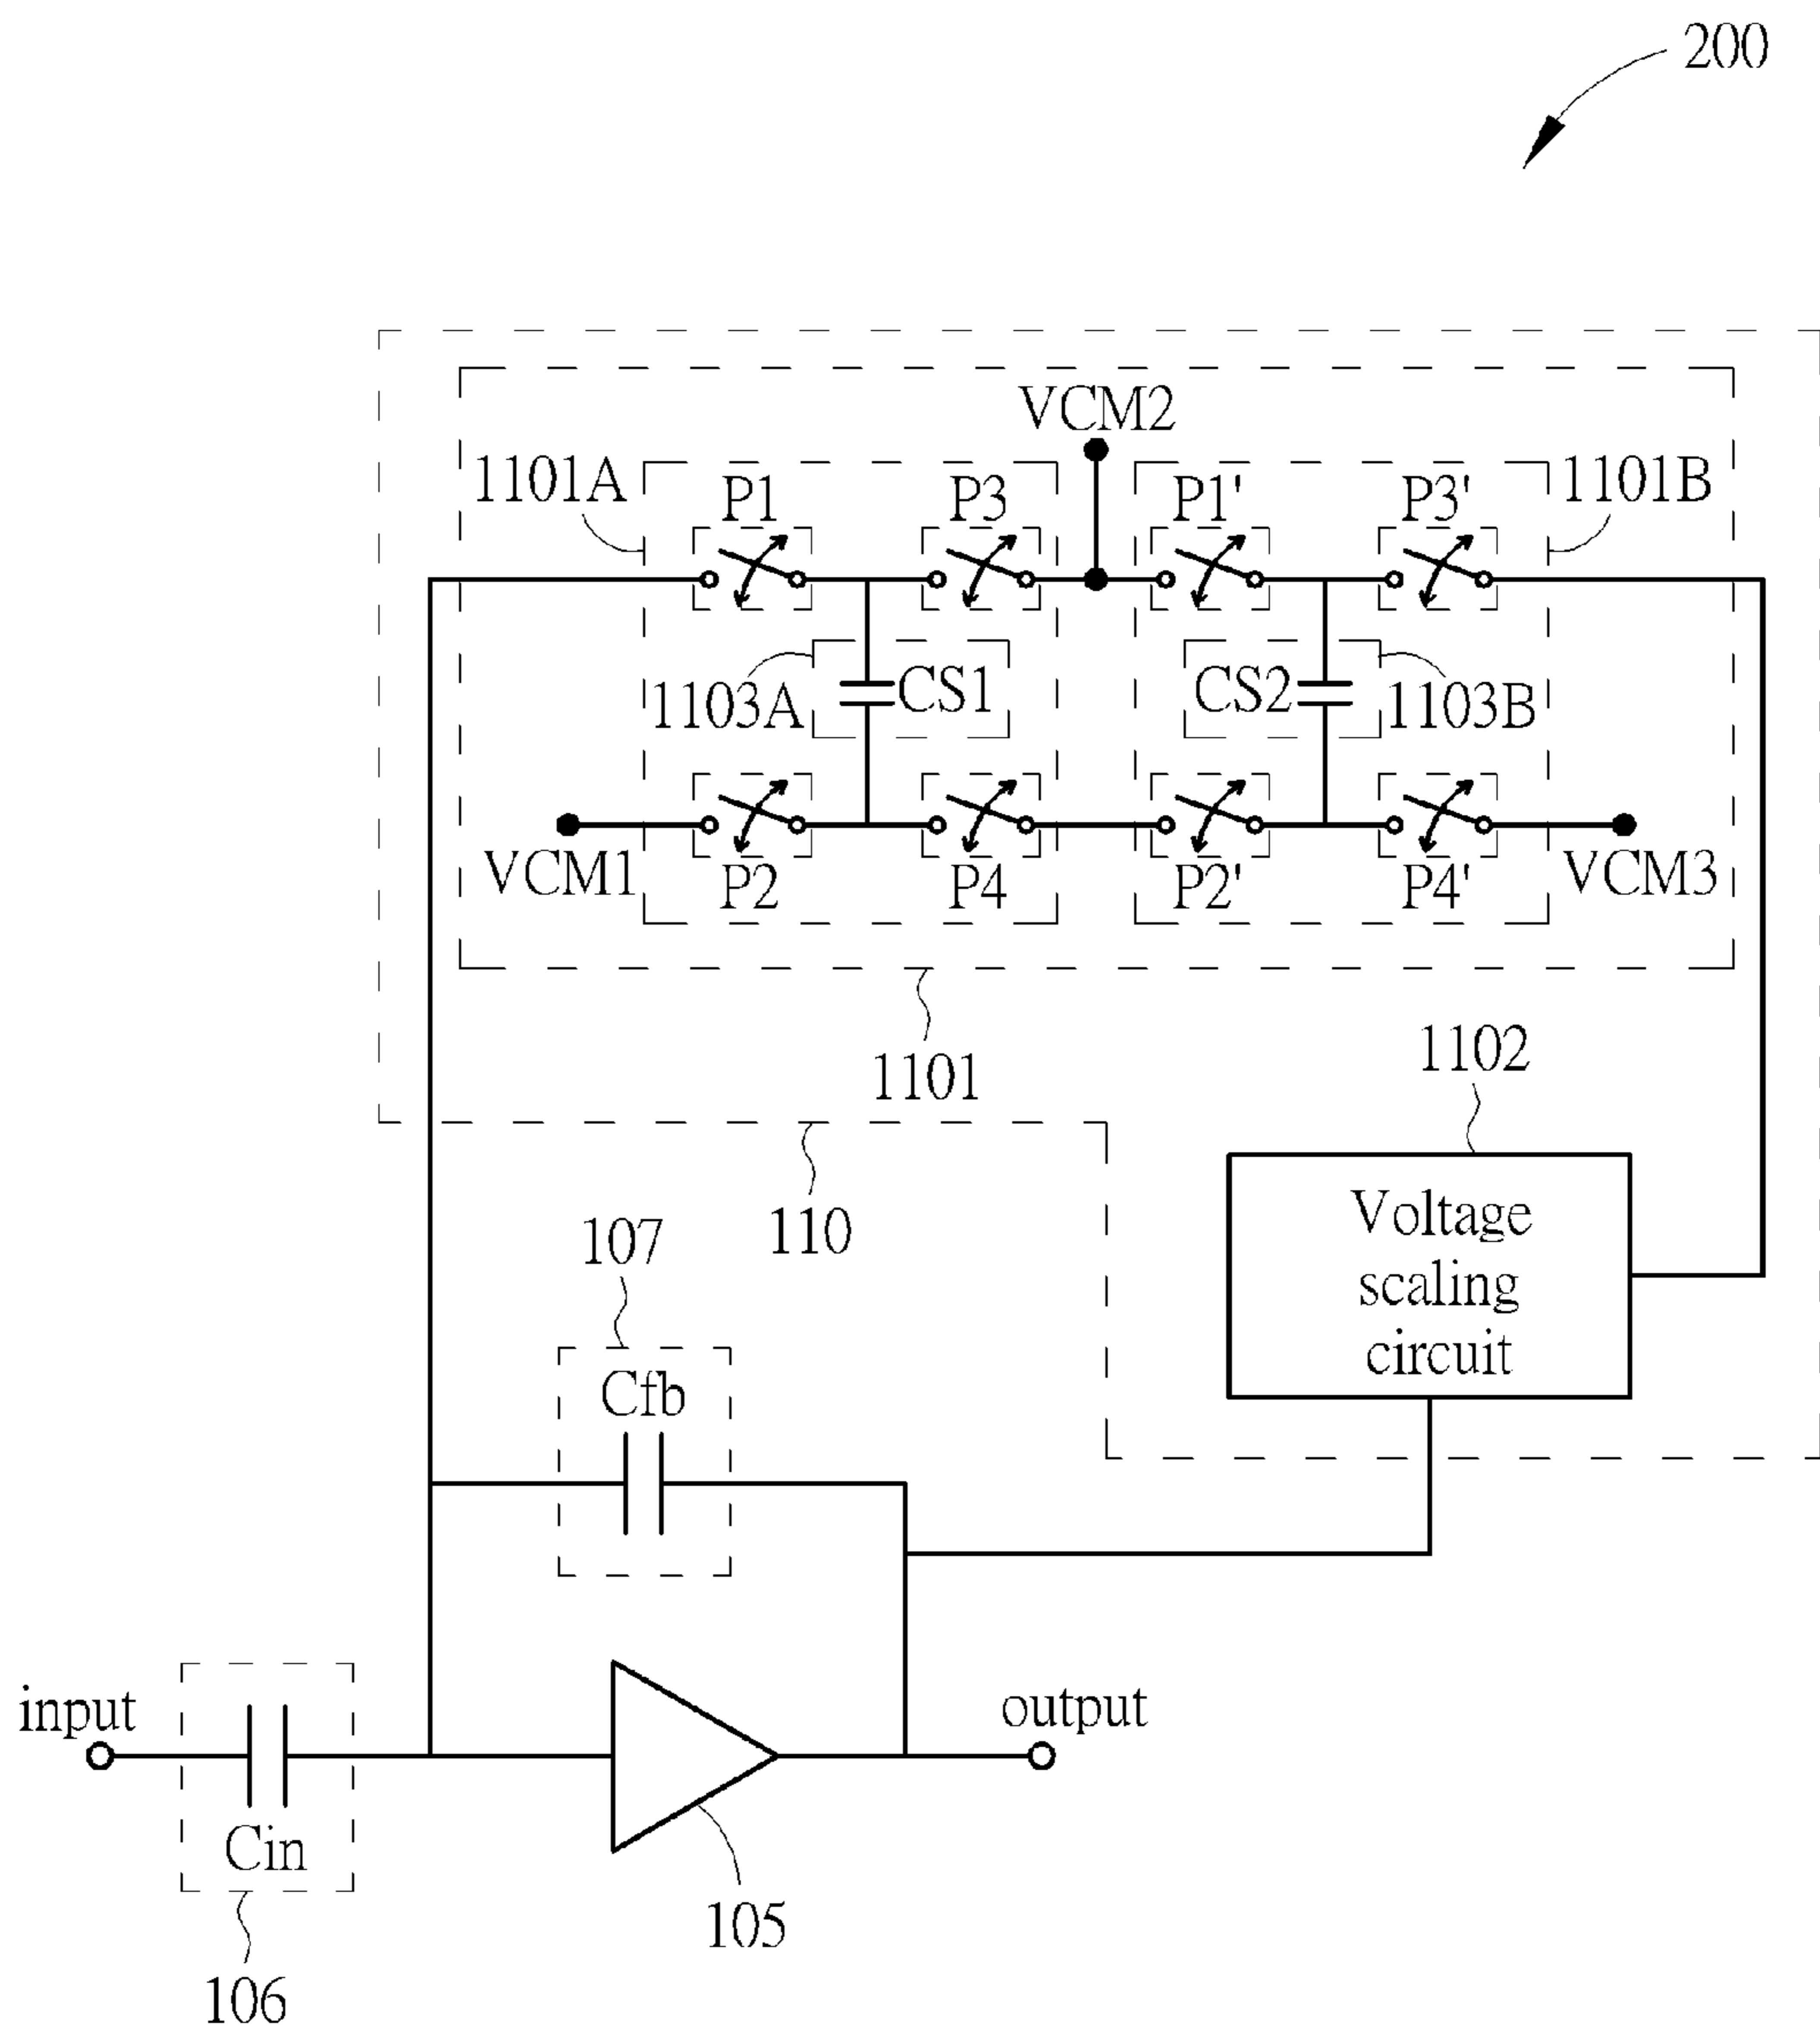 200
VCM2
1101A
P1
P3
P1'
P3'
1101B
1103A
CS1
CS2
1103B
VCM1
P2
P4
P2'
P4'
VCM3
1101
1102
110
Voltage
scaling
circuit
107
Cfb
input
output
Cin
105
106